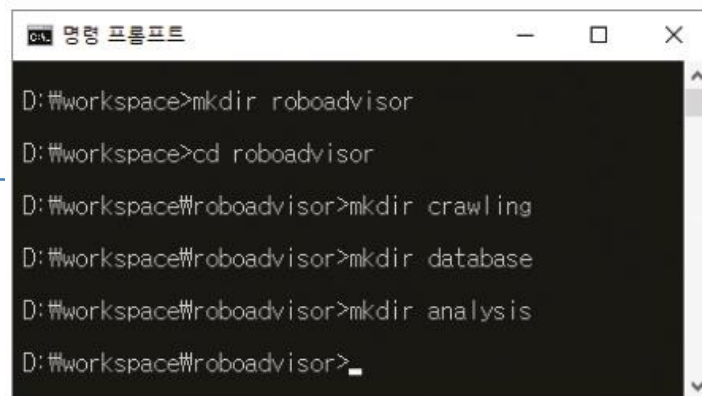 명령 프롬프트
D:₩workspace>mkdir roboadvisor
D:₩workspace>cd roboadvisor
D:₩workspace₩roboadvisor>mkdir crawling
D:₩workspace₩roboadvisor>mkdir database
D:₩workspace₩roboadvisor>mkdir analysis
D:₩workspace₩roboadvisor>